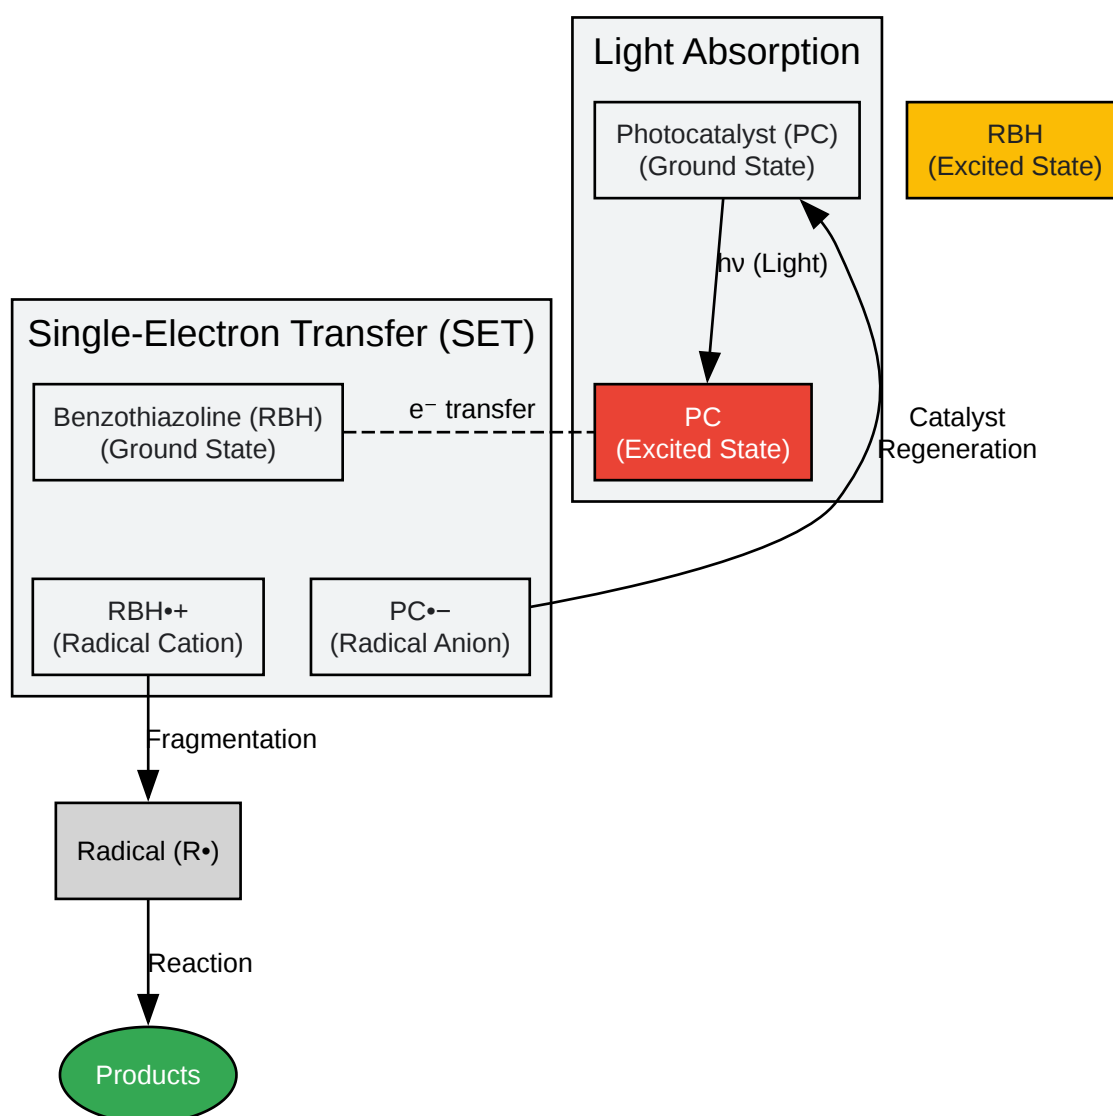 Light Absorption
Photocatalyst (PC)
(Ground State)
RBH
(Excited State)
hν (Light)
Single-Electron Transfer (SET)
Benzothiazoline (RBH)
(Ground State)
e⁻ transfer
PC
(Excited State)
Catalyst
Regeneration
RBH•+
(Radical Cation)
PC•−
(Radical Anion)
Fragmentation
Radical (R•)
Reaction
Products